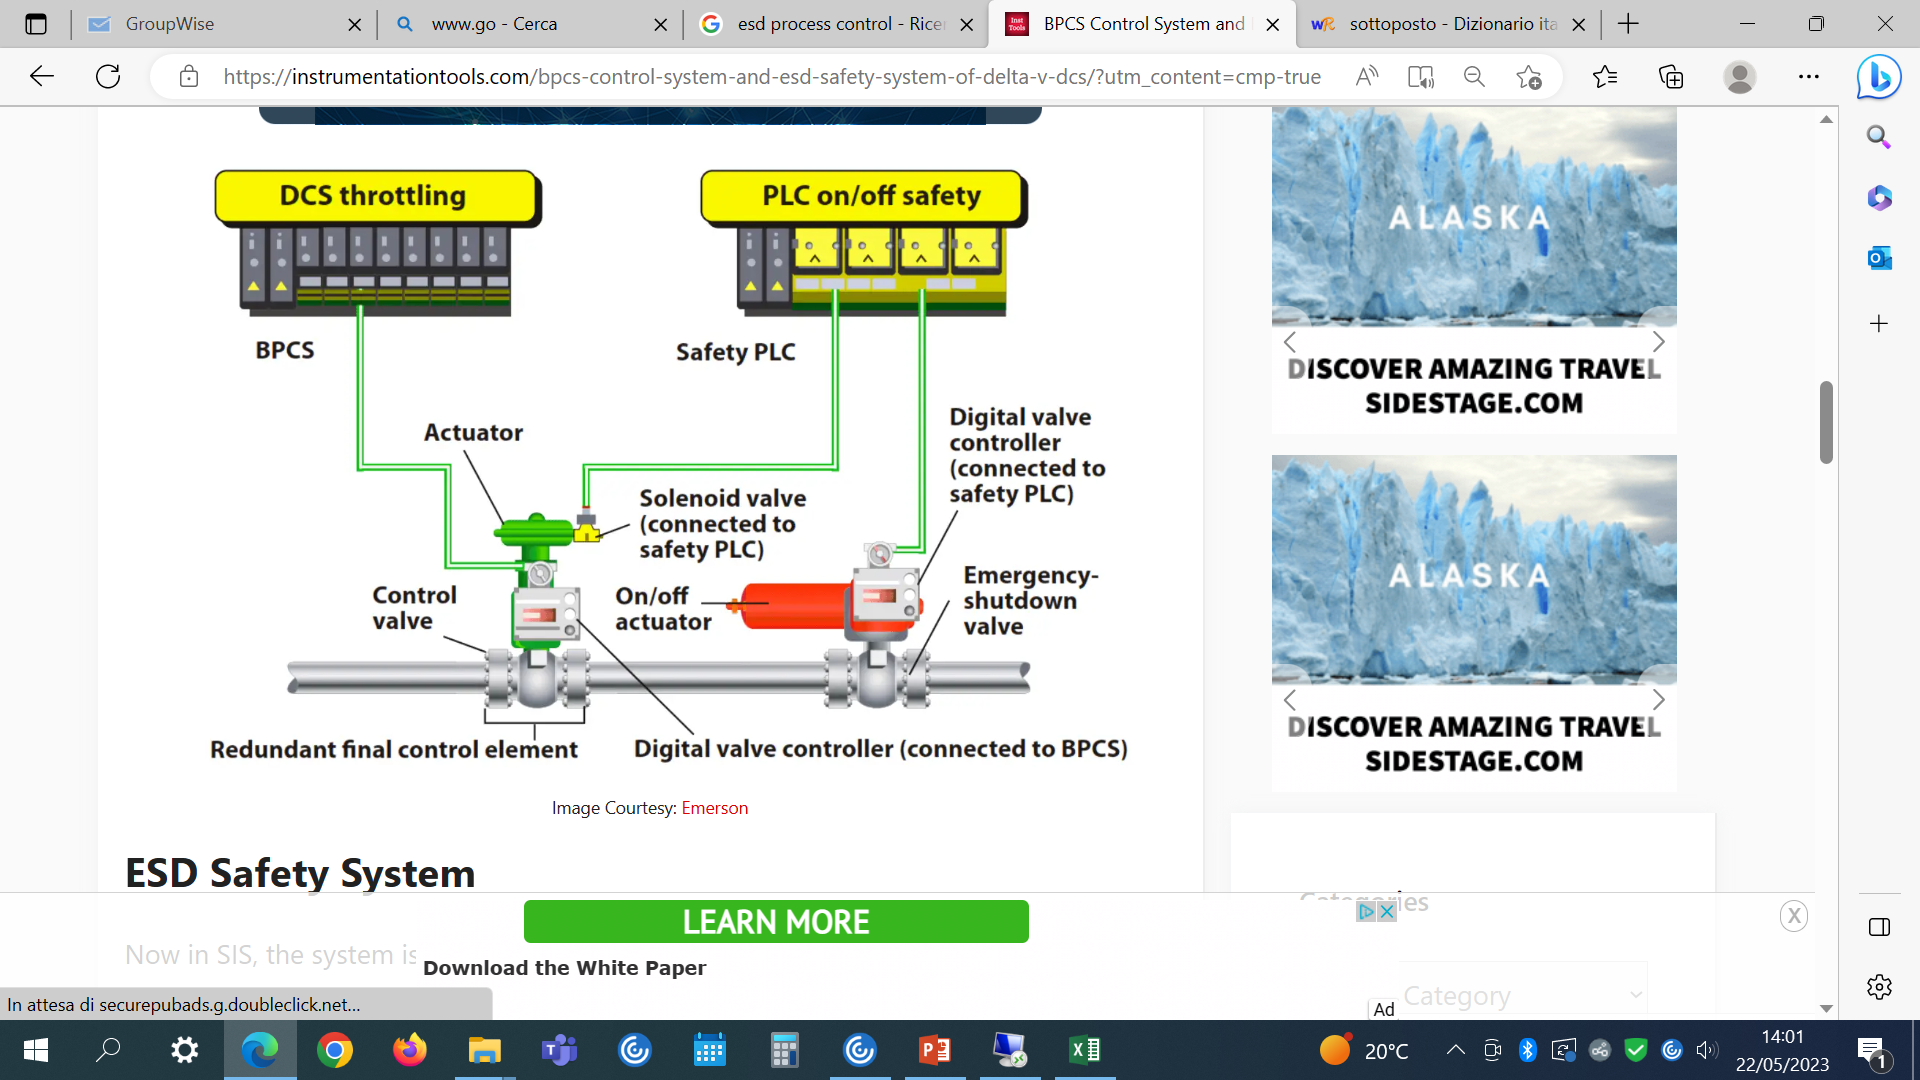 GroupWise
www.go - Cerca
esd process control - Ricer
Inst Tools
BPCS Control System and
sottoposto - Dizionario ita
https://instrumentationtools.com/bpcs-control-system-and-esd-safety-system-of-delta-v-dcs/?utm_content=cmp-true
DCS throttling
PLC on/off safety
BPCS
Safety PLC
Actuator
Digital valve
controller
(connected to
safety PLC)
Solenoid valve
(connected to
safety PLC)
Control
valve
On/off
actuator
Emergency-
shutdown
valve
Redundant final control element
Digital valve controller (connected to BPCS)
Image Courtesy: Emerson
ESD Safety System
Now in SIS, the system is
ALASKA
DISCOVER AMAZING TRAVEL
SIDESTAGE.COM
ALASKA
DISCOVER AMAZING TRAVEL
SIDESTAGE.COM
Categories
Category
LEARN MORE
Download the White Paper
Ad
In attesa di securepubads.g.doubleclick.net...
20°C
14:01
22/05/2023
1